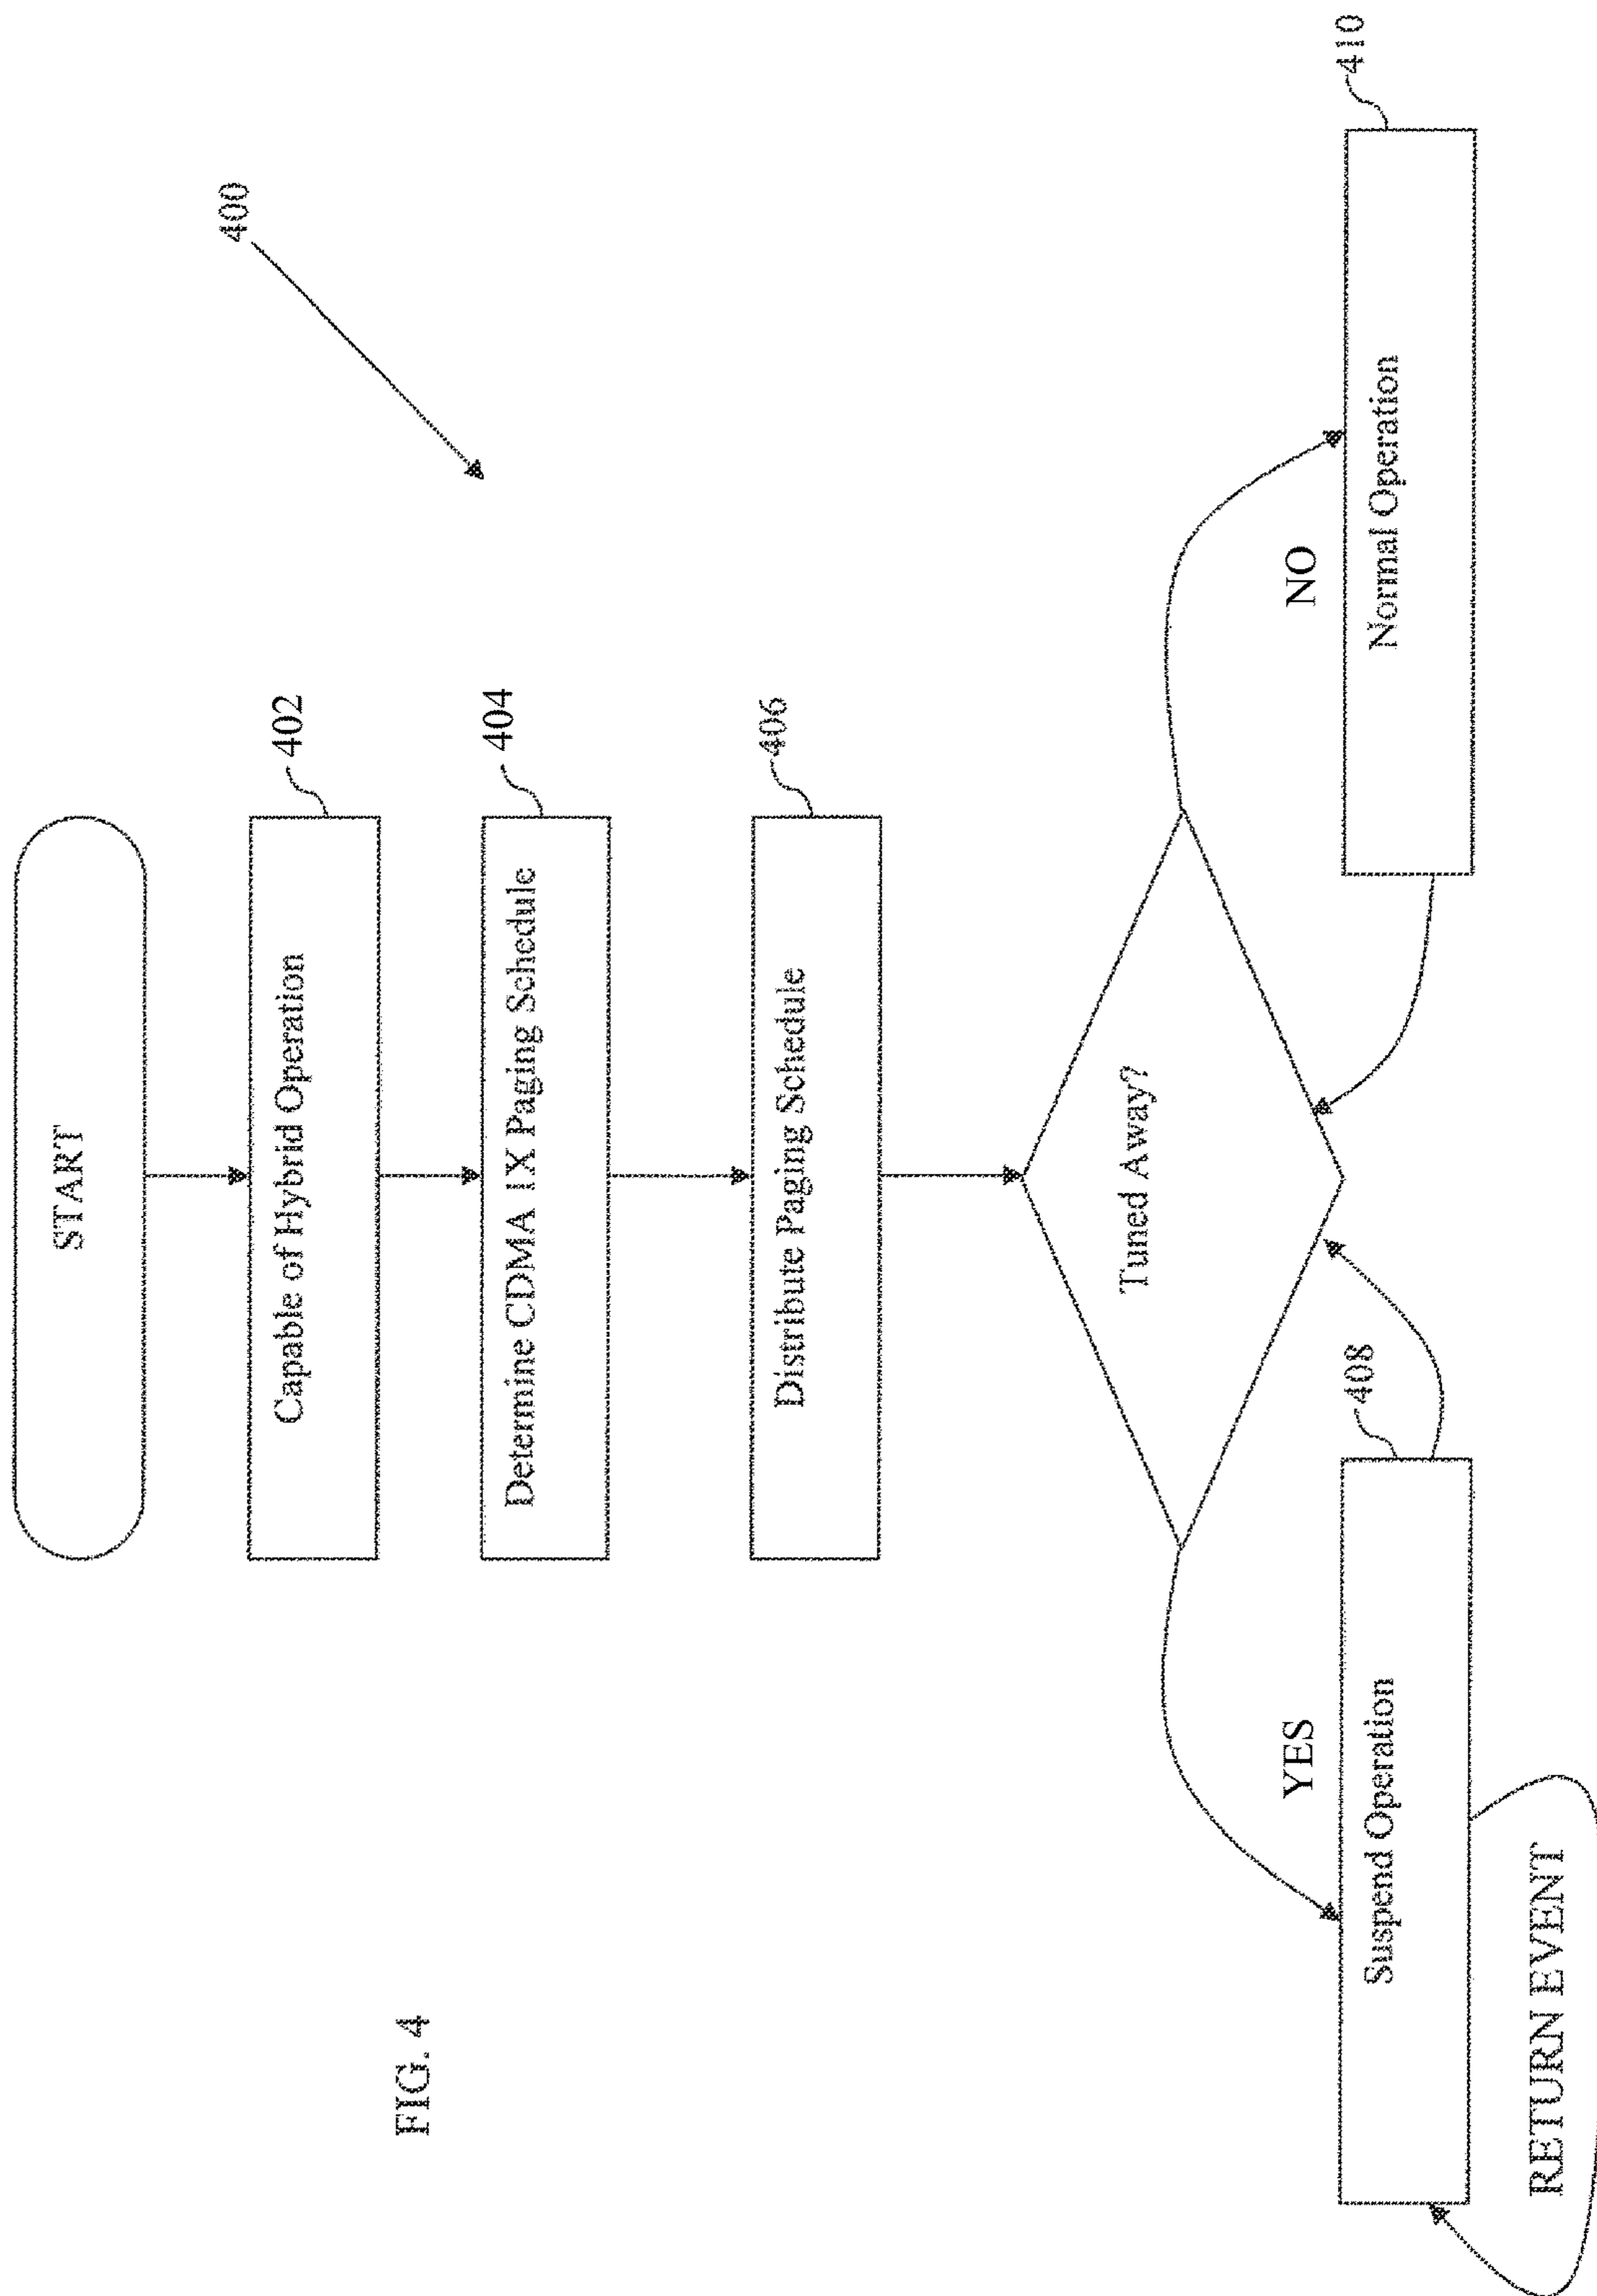 FIG. 4
400
START
Capable of Hybrid Operation
402
Determine CDMA 1X Paging Schedule
404
Distribute Paging Schedule
406
Tuned Away?
YES
NO
Suspend Operation
408
Normal Operation
410
RETURN EVENT